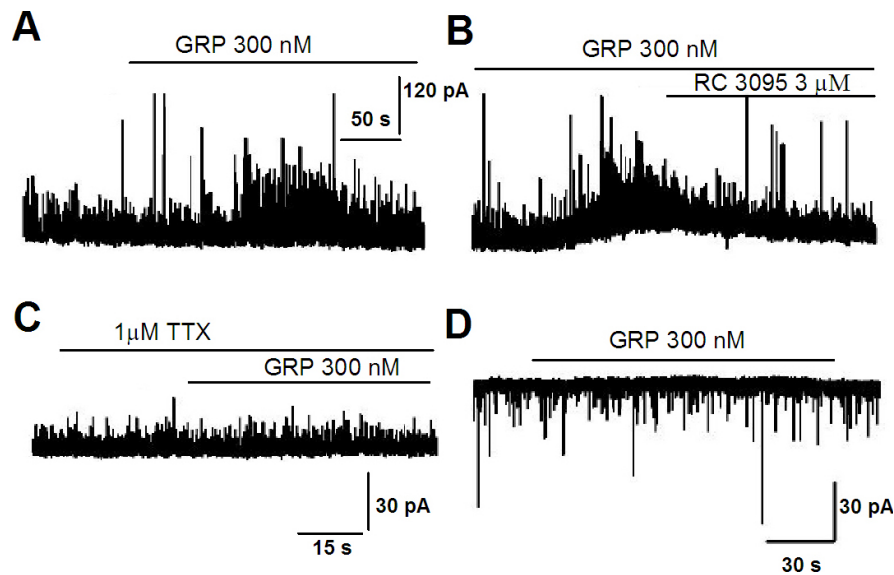 A
GRP 300 nM
120 pA
50 s
B
GRP 300 nM
RC 3095 3 μM
C
1μM TTX
GRP 300 nM
30 pA
15 s
D
GRP 300 nM
30 pA
30 s